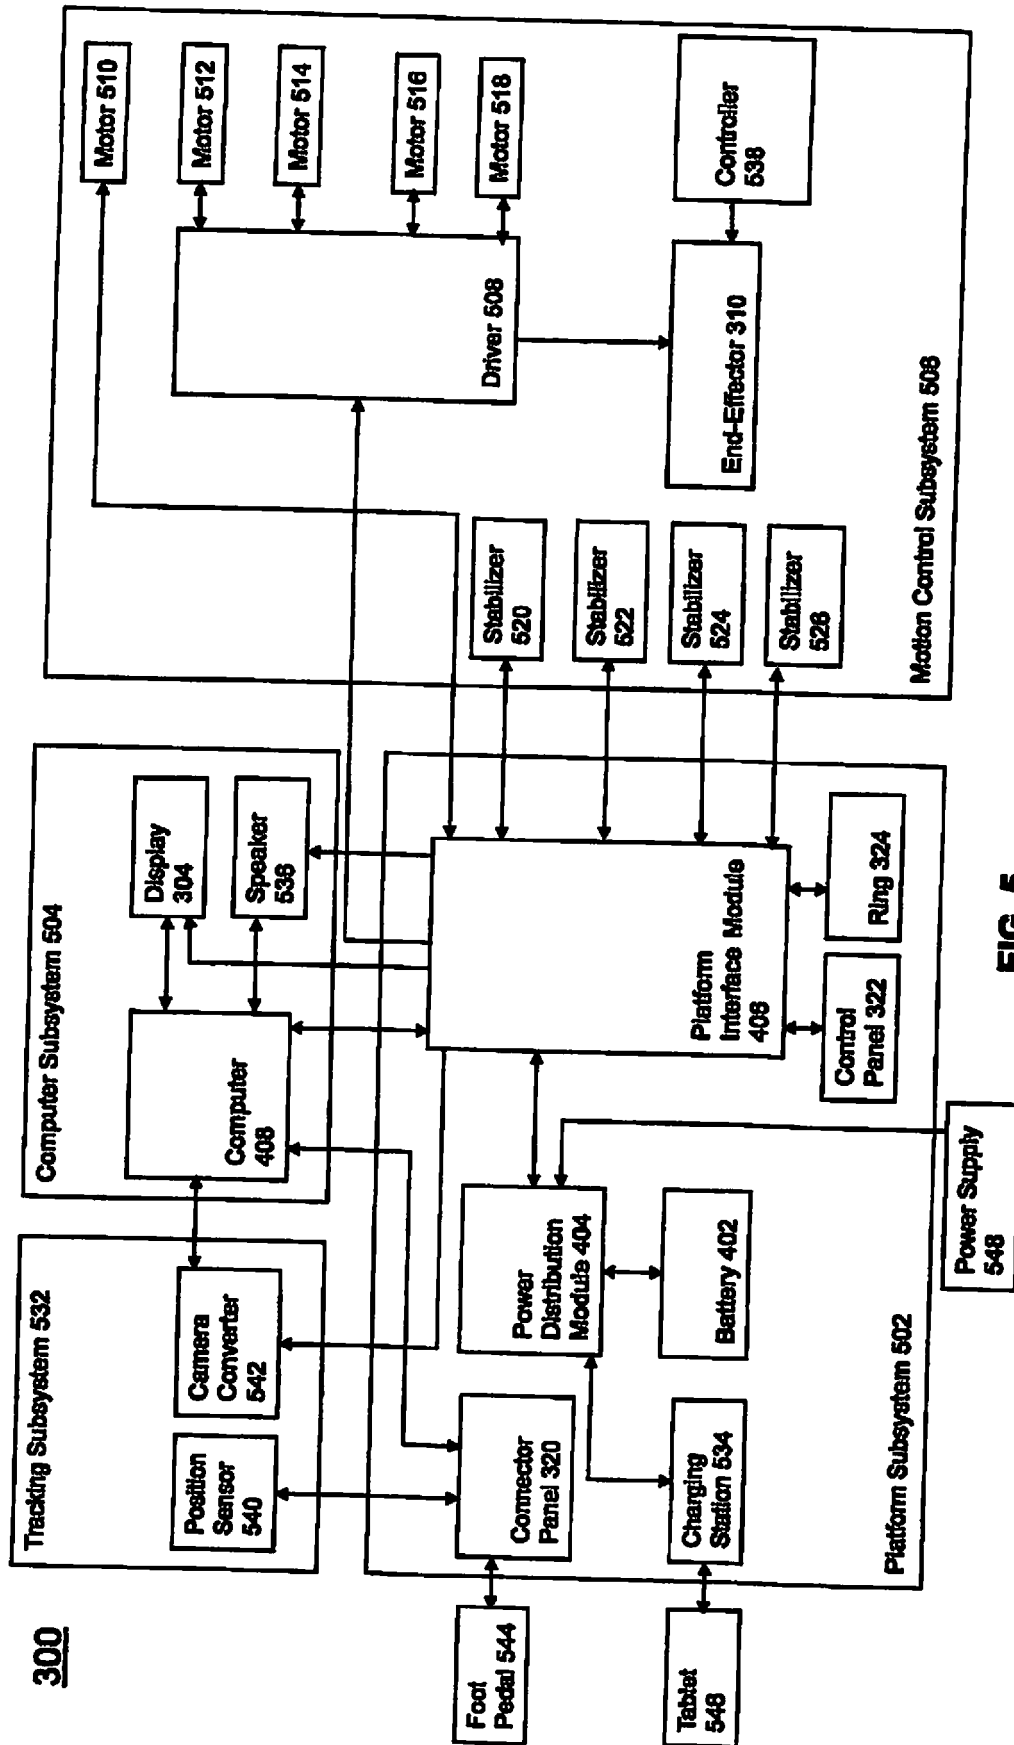 300
Tracking Subsystem 532
Position
Sensor
540
Camera
Converter
542
Computer Subsystem 504
Computer
408
Display
304
Speaker
536
Motor 510
Motor 512
Motor 514
Motor 516
Motor 518
Driver 508
End-Effector 310
Controller
538
Stabilizer
520
Stabilizer
522
Stabilizer
524
Stabilizer
526
Motion Control Subsystem 506
Foot
Pedal 544
Tablet
546
Connector
Panel 320
Charging
Station 534
Power
Distribution
Module 404
Battery 402
Platform
Interface Module
406
Control
Panel 322
Ring 324
Platform Subsystem 502
Power Supply
548
FIG. 5